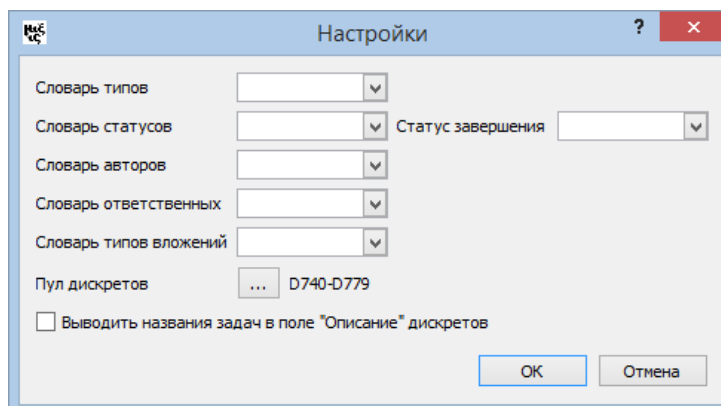 Настройки
?
Словарь типов
Словарь статусов Статус завершения
Словарь авторов
Словарь ответственных
Словарь типов вложений
Пул дискретов ... D740-D779
Выводить названия задач в поле "Описание" дискретов
ОК Отмена